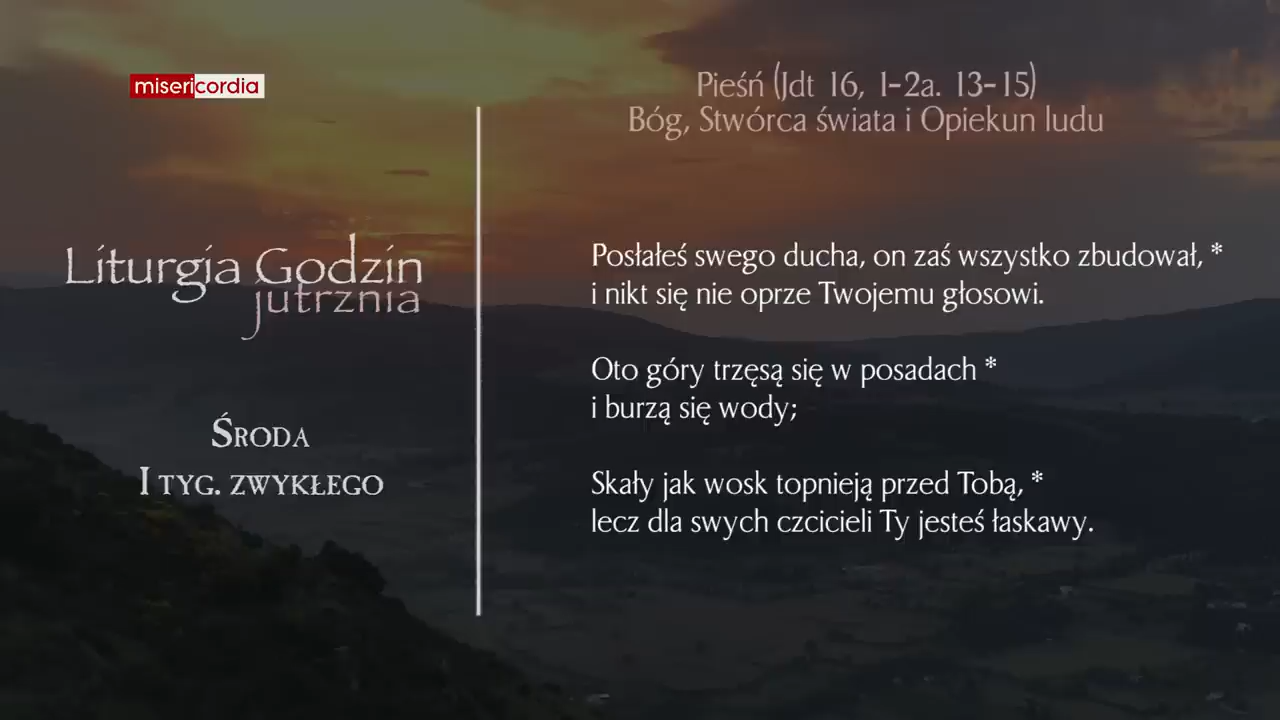 misericordia
Liturgia Godzin
jutrznia
Środa
I tyg. zwykłego
Pieśń (Jdt 16, 1-2a. 13-15)
Bóg, Stwórca świata i Opiekun ludu
Posłałeś swego ducha, on zaś wszystko zbudował, *
i nikt się nie oprze Twojemu głosowi.
Oto góry trzęsą się w posadach *
i burzą się wody;
Skały jak wosk topnieją przed Tobą, *
lecz dla swych czcicieli Ty jesteś łaskawy.